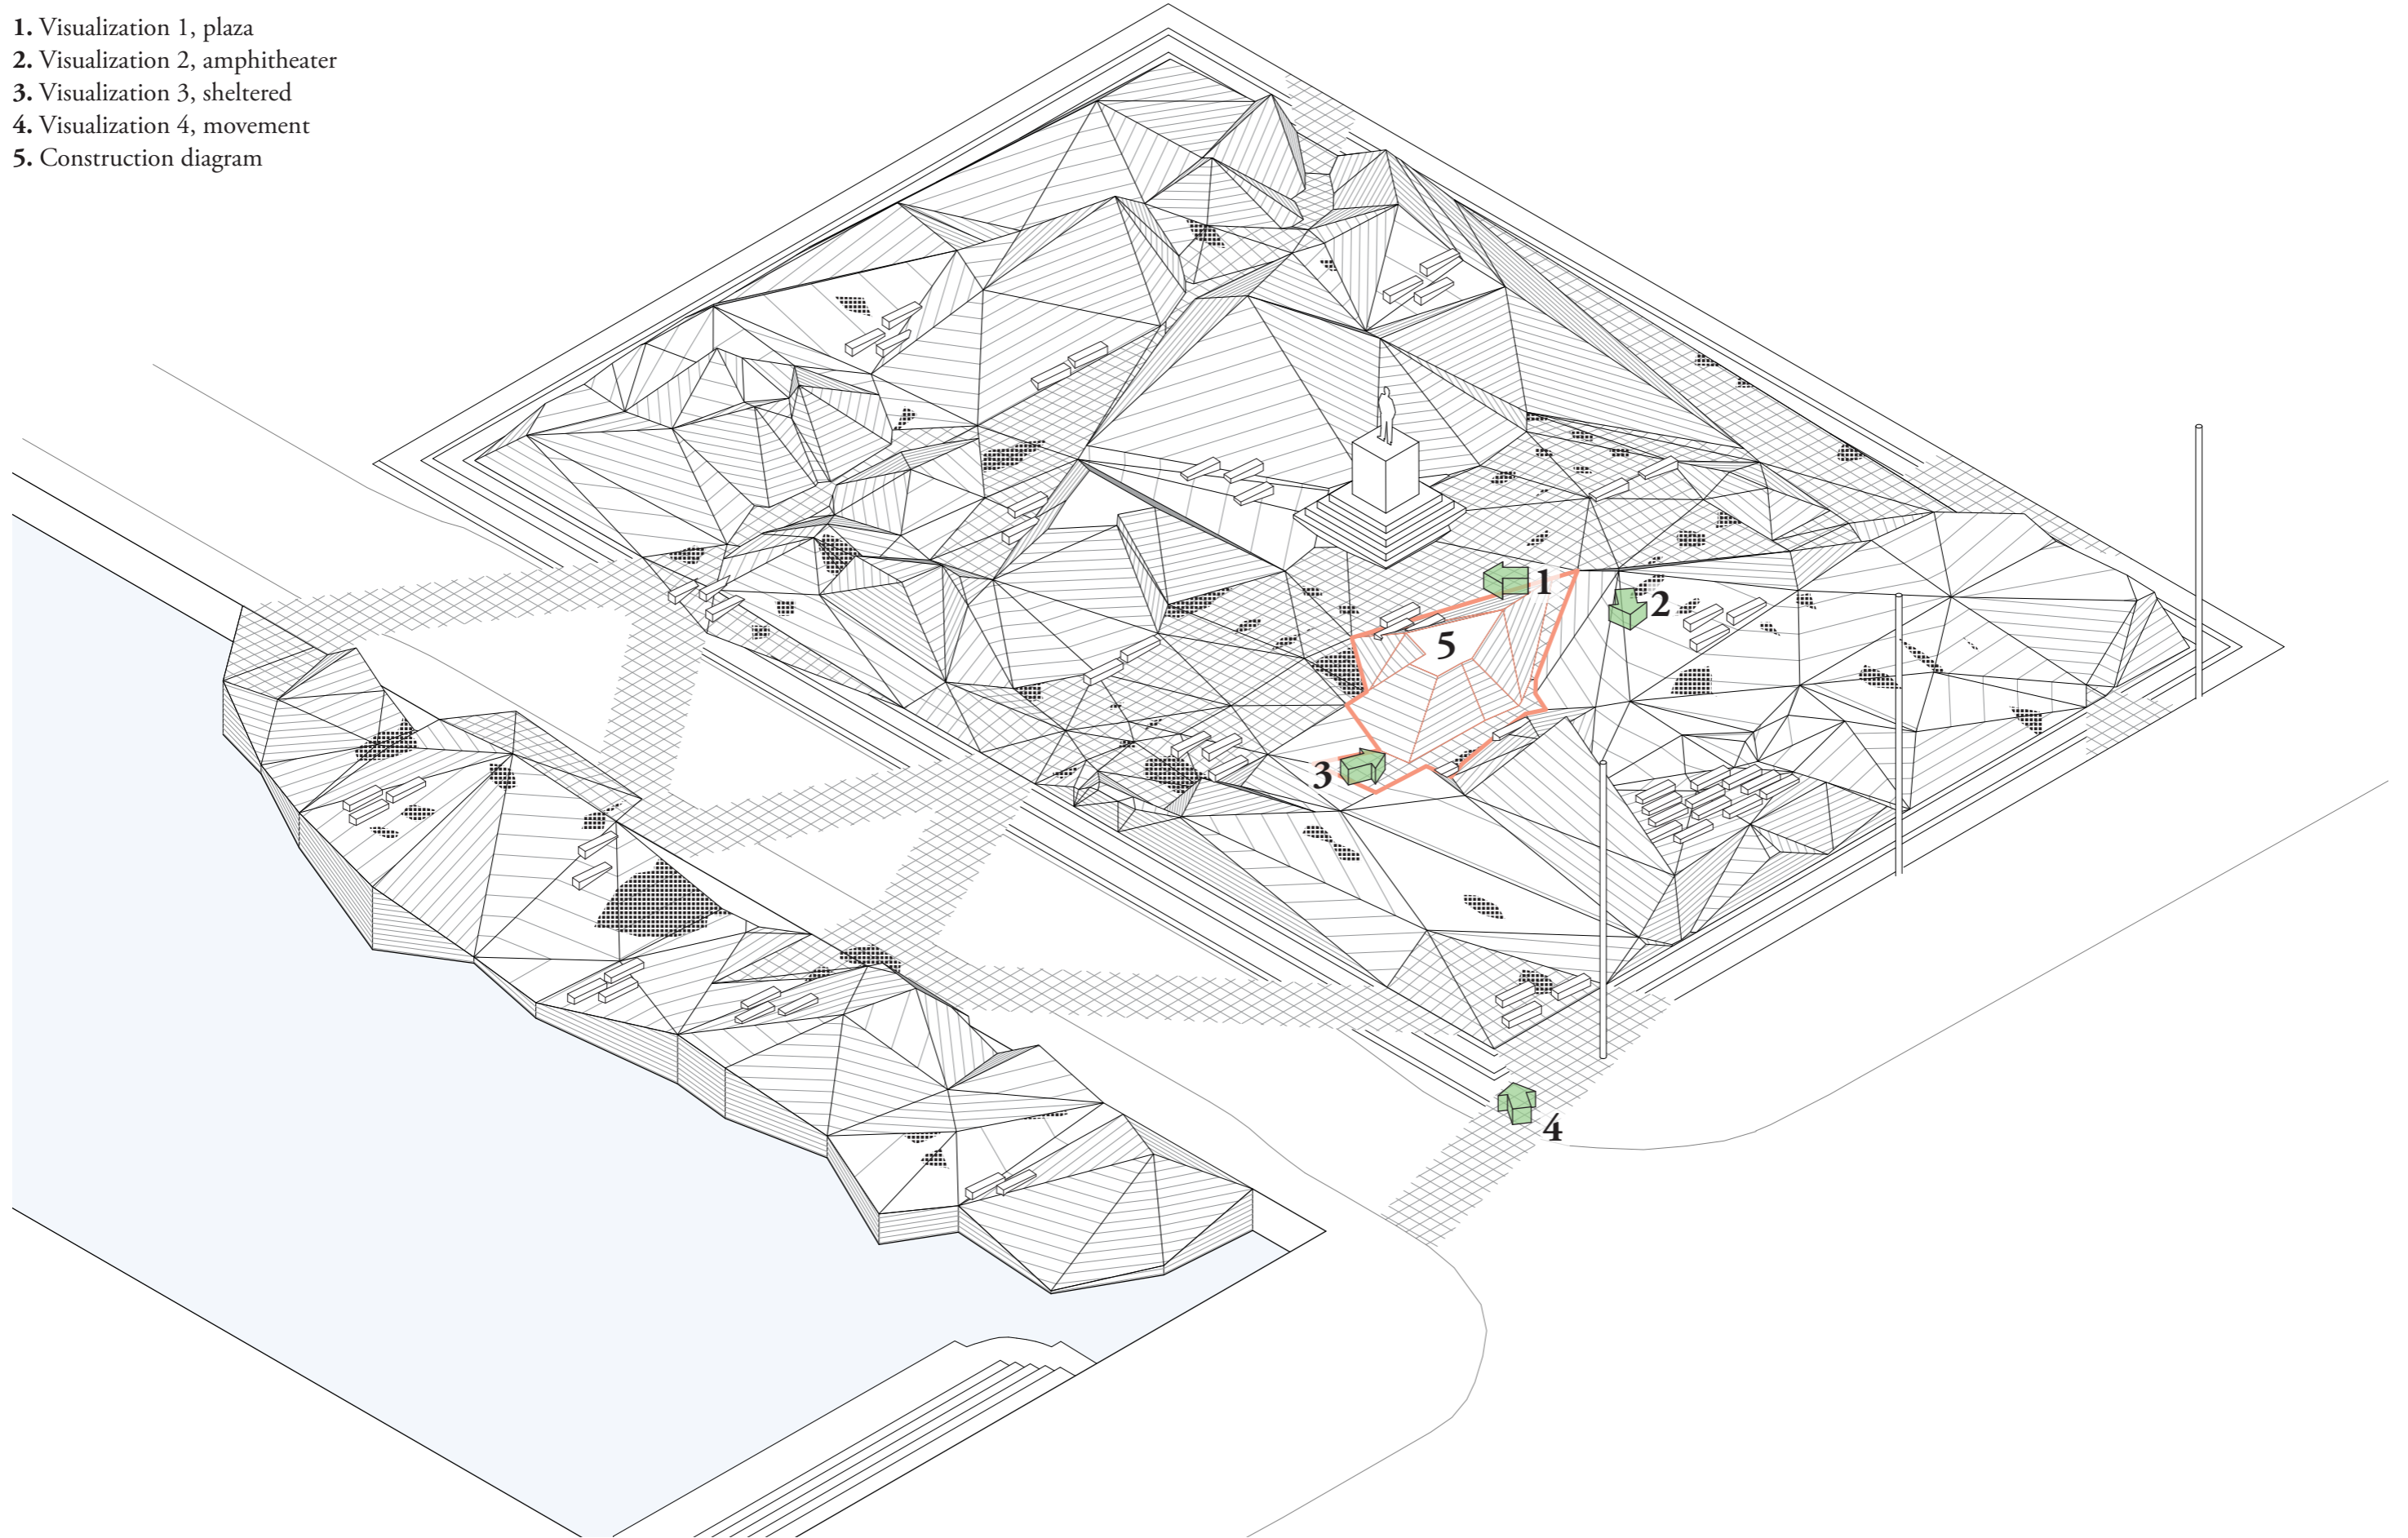 1. Visualization 1, plaza
2. Visualization 2, amphitheater
3. Visualization 3, sheltered
4. Visualization 4, movement
5. Construction diagram
1
2
5
3
4